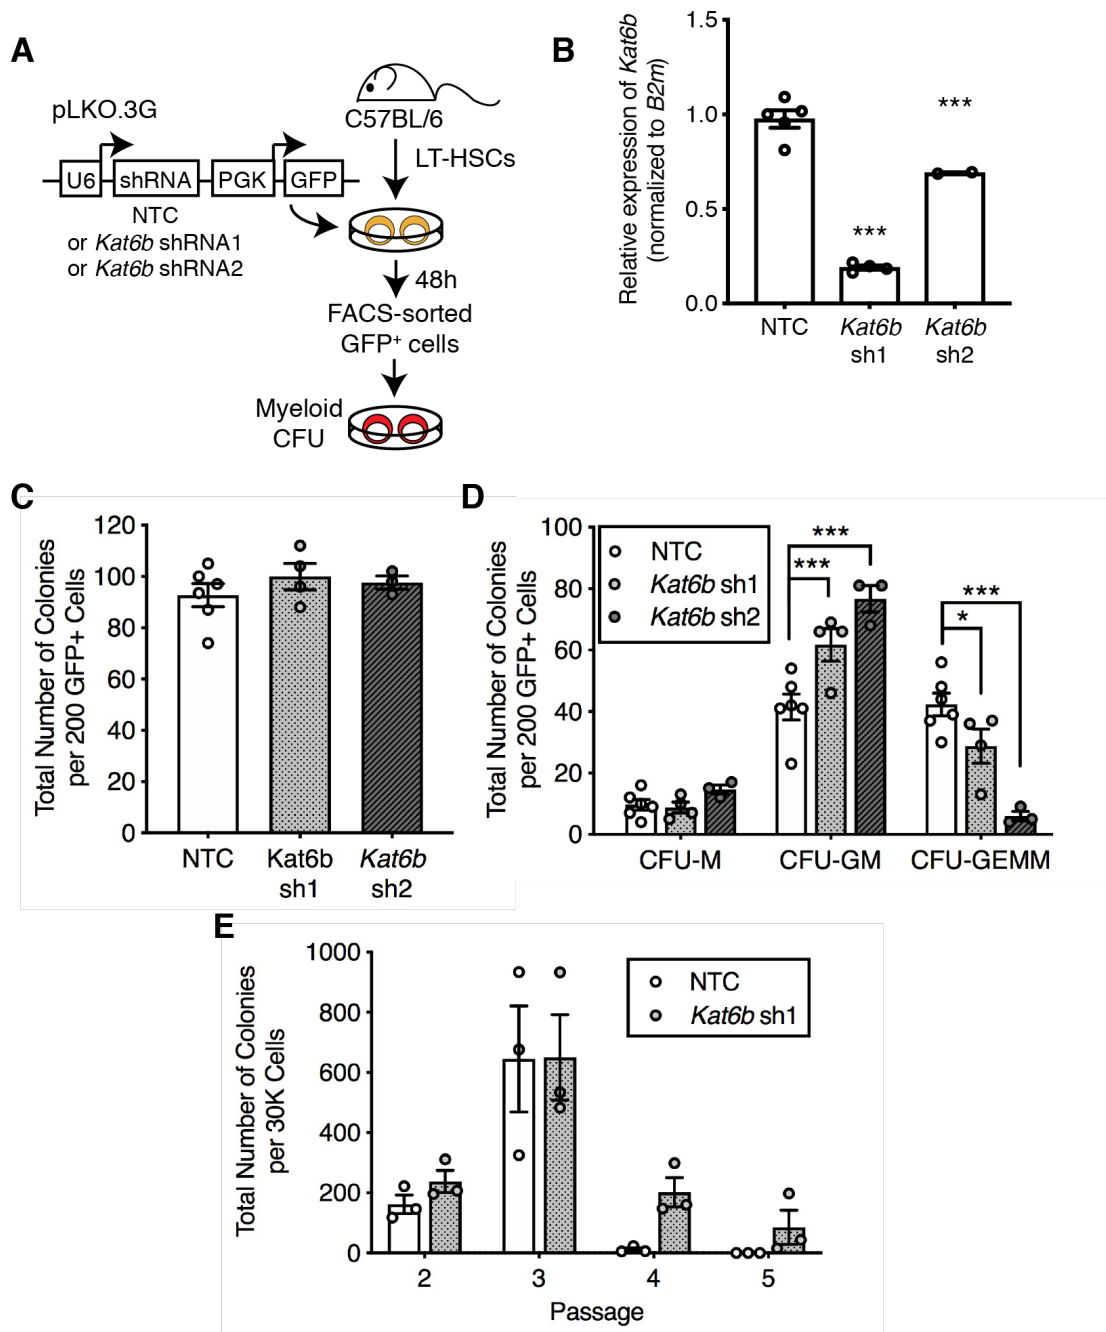 A
pLKO.3G
U6
shRNA
PGK
GFP
NTC
or Kat6b shRNA1
or Kat6b shRNA2
C57BL/6
LT-HSCs
48h
FACS-sorted
GFP+ cells
Myeloid
CFU
B
Relative expression of Kat6b
(normalized to B2m)
1.5
1.0
0.5
0.0
***
***
NTC
Kat6b
sh1
Kat6b
sh2
C
Total Number of Colonies
per 200 GFP+ Cells
120
100
80
60
40
20
0
NTC
Kat6b
sh1
Kat6b
sh2
D
Total Number of Colonies
per 200 GFP+ Cells
100
80
60
40
20
0
NTC
Kat6b sh1
Kat6b sh2
***
***
***
*
CFU-M
CFU-GM
CFU-GEMM
E
Total Number of Colonies
per 30K Cells
1000
800
600
400
200
0
NTC
Kat6b sh1
2
3
4
5
Passage